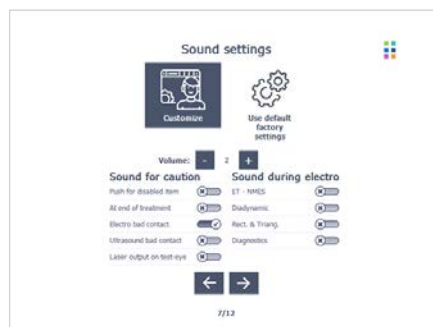 Sound settings
Customize
Use default
factory
settings
Volume: - 2 +
Sound for caution
Push for disabled item
At end of treatment
Electro bad contact
Ultrasound bad contact
Laser output on test-eye
Sound during electro
ET - NMES
Diadynamic
Rect. & Triang.
Diagnostics
7/12